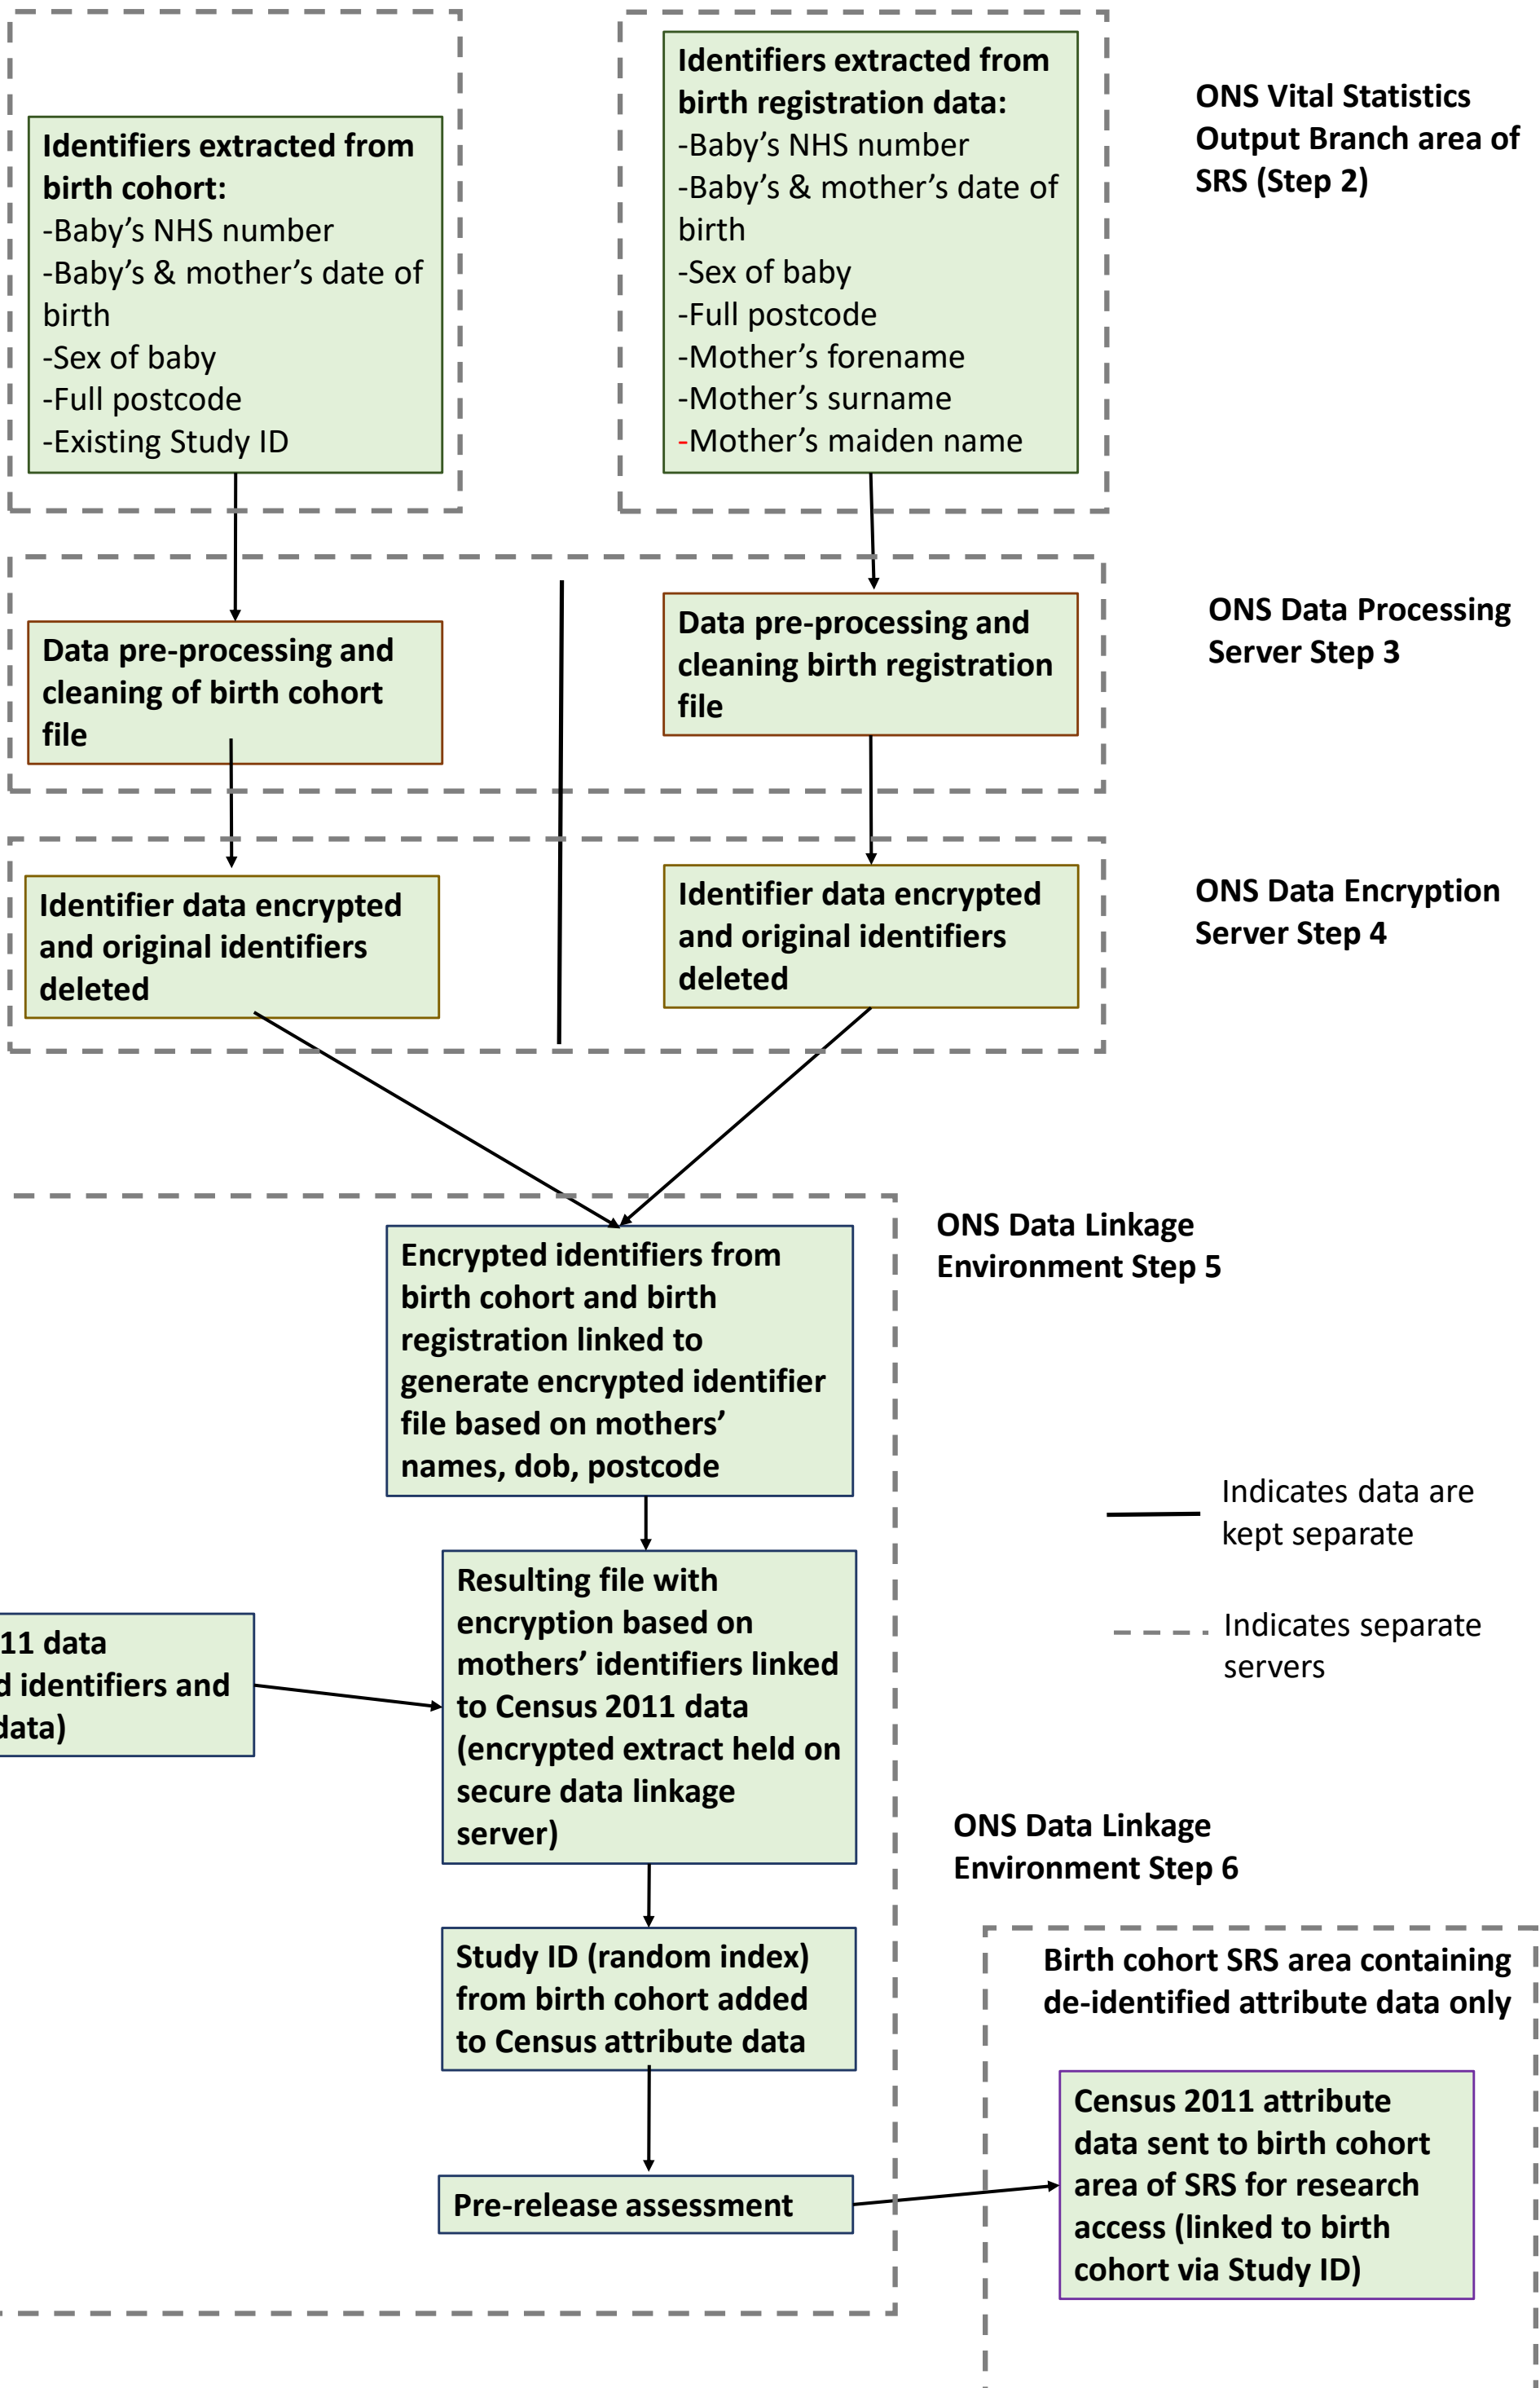 Identifiers extracted from
birth cohort:
-Baby’s NHS number
-Baby’s & mother’s date of
birth
-Sex of baby
-Full postcode
-Existing Study ID
Identifiers extracted from
birth registration data:
-Baby’s NHS number
-Baby’s & mother’s date of
birth
-Sex of baby
-Full postcode
-Mother’s forename
-Mother’s surname
-Mother’s maiden name
ONS Vital Statistics
Output Branch area of
SRS (Step 2)
Data pre-processing and
cleaning of birth cohort
file
Data pre-processing and
cleaning birth registration
file
ONS Data Processing
Server Step 3
Identifier data encrypted
and original identifiers
deleted
Identifier data encrypted
and original identifiers
deleted
ONS Data Encryption
Server Step 4
Encrypted identifiers from
birth cohort and birth
registration linked to
generate encrypted identifier
file based on mothers’
names, dob, postcode
ONS Data Linkage
Environment Step 5
Indicates data are
kept separate
Indicates separate
servers
11 data
d identifiers and
data)
Resulting file with
encryption based on
mothers’ identifiers linked
to Census 2011 data
(encrypted extract held on
secure data linkage
server)
ONS Data Linkage
Environment Step 6
Study ID (random index)
from birth cohort added
to Census attribute data
Pre-release assessment
Birth cohort SRS area containing
de-identified attribute data only
Census 2011 attribute
data sent to birth cohort
area of SRS for research
access (linked to birth
cohort via Study ID)